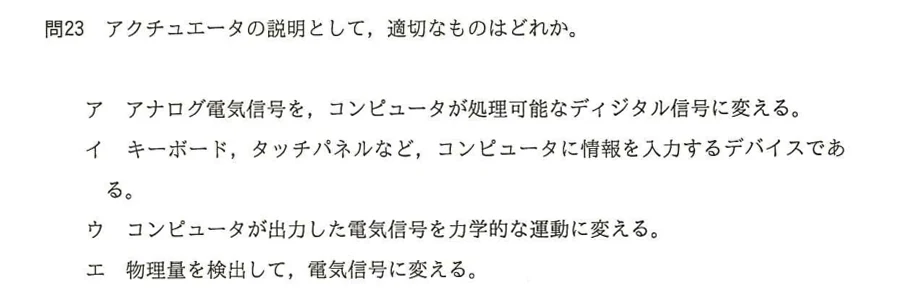 問23 アクチュエータの説明として，適切なものはどれか。
ア アナログ電気信号を，コンピュータが処理可能なディジタル信号に変える。
イ キーボード，タッチパネルなど，コンピュータに情報を入力するデバイスであ
る。
ウ コンピュータが出力した電気信号を力学的な運動に変える。
エ 物理量を検出して，電気信号に変える。